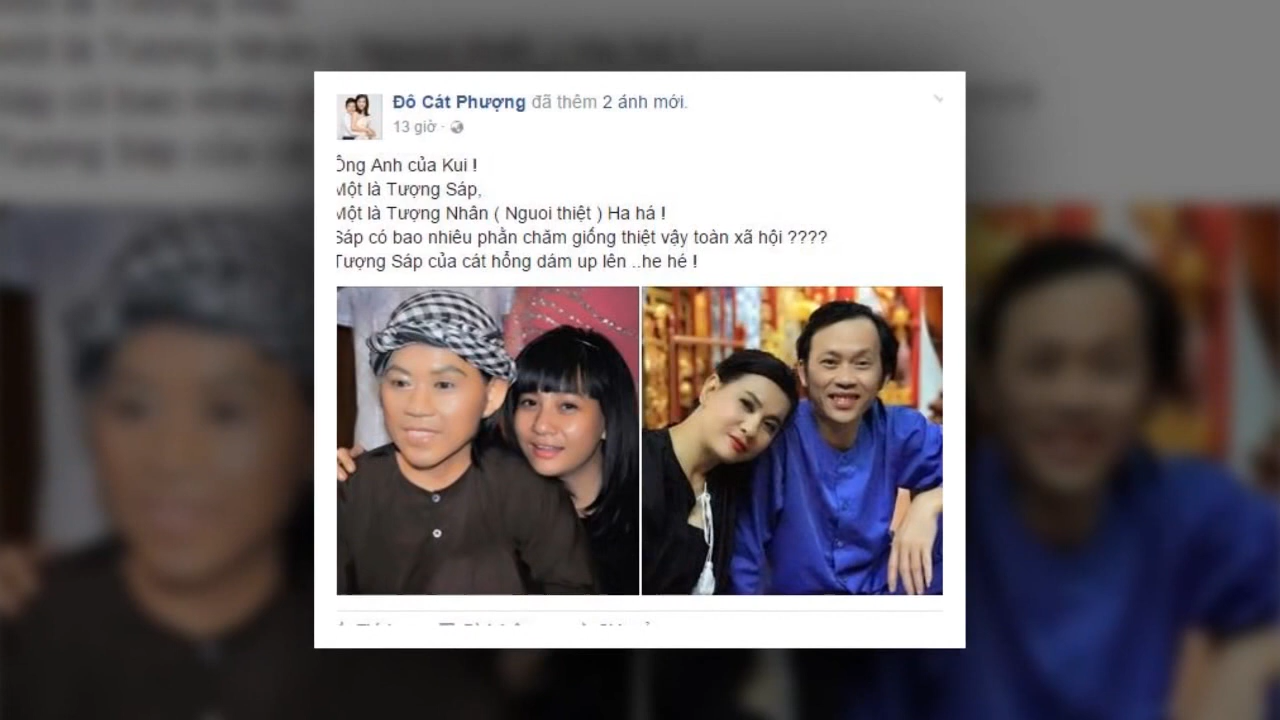 Đô Cát Phượng đã thêm 2 ảnh mới.
13 giờ ·
Ông Anh của Kui !
Một là Tượng Sáp,
Một là Tượng Nhân ( Nguoi thiệt ) Ha há !
Sáp có bao nhiêu phần chăm giống thiệt vậy toàn xã hội ????
Tượng Sáp của cát hổng dám up lên ..he hé !